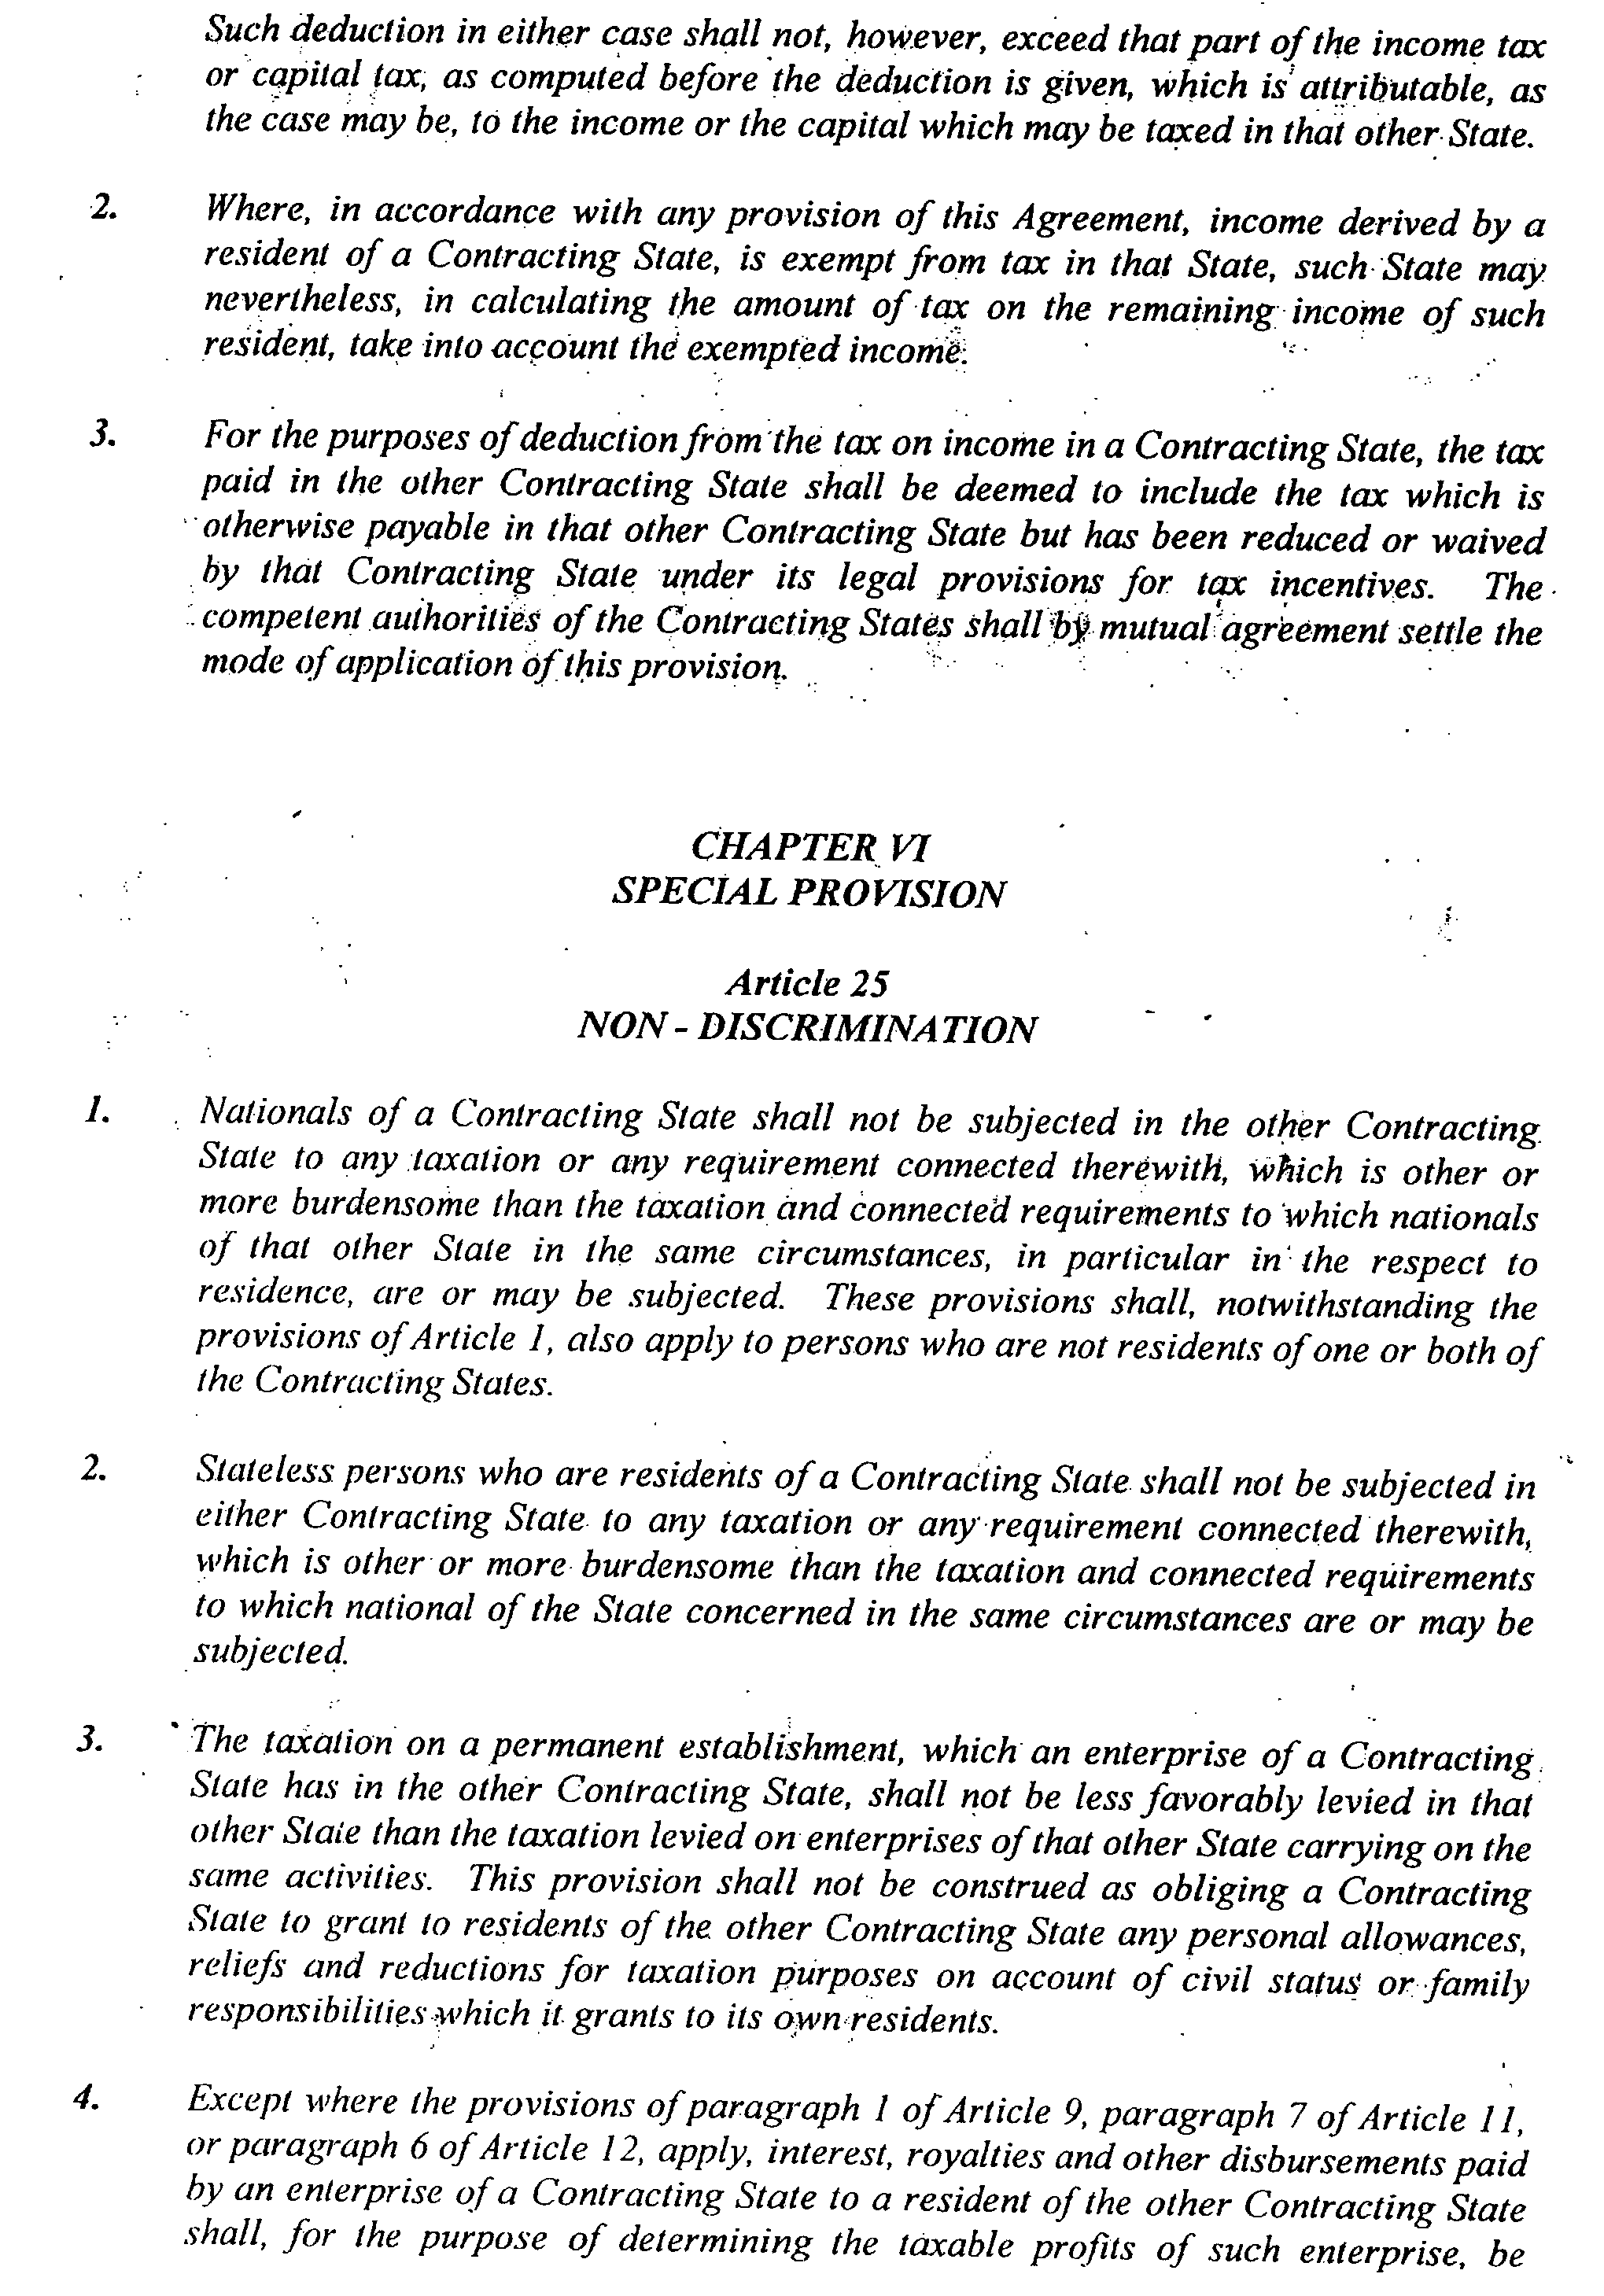 Such deduction in either case shall not, however, exceed that part of the income tax
or capital tax, as computed before the deduction is given, which is attributable, as
the case may be, to the income or the capital which may be taxed in that other State.
2. Where, in accordance with any provision of this Agreement, income derived by a
resident of a Contracting State, is exempt from tax in that State, such State may
nevertheless, in calculating the amount of tax on the remaining income of such
resident, take into account the exempted income.
3. For the purposes of deduction from the tax on income in a Contracting State, the tax
paid in the other Contracting State shall be deemed to include the tax which is
otherwise payable in that other Contracting State but has been reduced or waived
by that Contracting State under its legal provisions for tax incentives. The
competent authorities of the Contracting States shall by mutual agreement settle the
mode of application of this provision.
CHAPTER VI
SPECIAL PROVISION
Article 25
NON - DISCRIMINATION
1. Nationals of a Contracting State shall not be subjected in the other Contracting
State to any taxation or any requirement connected therewith, which is other or
more burdensome than the taxation and connected requirements to which nationals
of that other State in the same circumstances, in particular in the respect to
residence, are or may be subjected. These provisions shall, notwithstanding the
provisions of Article 1, also apply to persons who are not residents of one or both of
the Contracting States.
2. Stateless persons who are residents of a Contracting State shall not be subjected in
either Contracting State to any taxation or any requirement connected therewith,
which is other or more burdensome than the taxation and connected requirements
to which national of the State concerned in the same circumstances are or may be
subjected.
3. The taxation on a permanent establishment, which an enterprise of a Contracting
State has in the other Contracting State, shall not be less favorably levied in that
other State than the taxation levied on enterprises of that other State carrying on the
same activities. This provision shall not be construed as obliging a Contracting
State to grant to residents of the other Contracting State any personal allowances,
reliefs and reductions for taxation purposes on account of civil status or family
responsibilities which it grants to its own residents.
4. Except where the provisions of paragraph 1 of Article 9, paragraph 7 of Article 11,
or paragraph 6 of Article 12, apply, interest, royalties and other disbursements paid
by an enterprise of a Contracting State to a resident of the other Contracting State
shall, for the purpose of determining the taxable profits of such enterprise, be